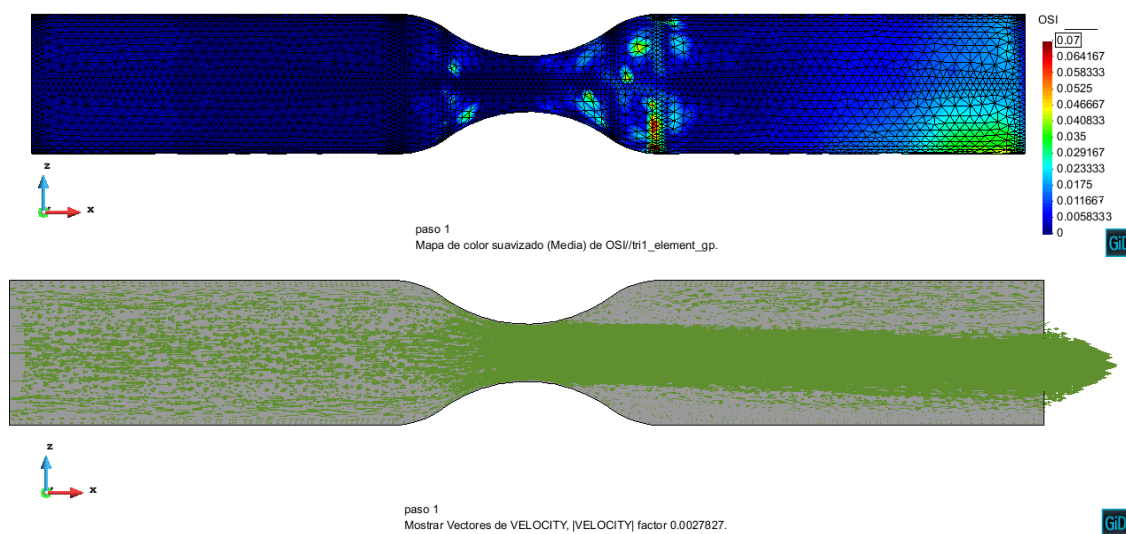 OSI
0.07
0.064167
0.058333
0.0525
0.046667
0.040833
0.035
0.029167
0.023333
0.0175
0.011667
0.0058333
0
z
x
paso 1
Mapa de color suavizado (Media) de OSI//tri1_element_gp.
GiD
z
x
paso 1
Mostrar Vectores de VELOCITY, |VELOCITY| factor 0.0027827.
GiD